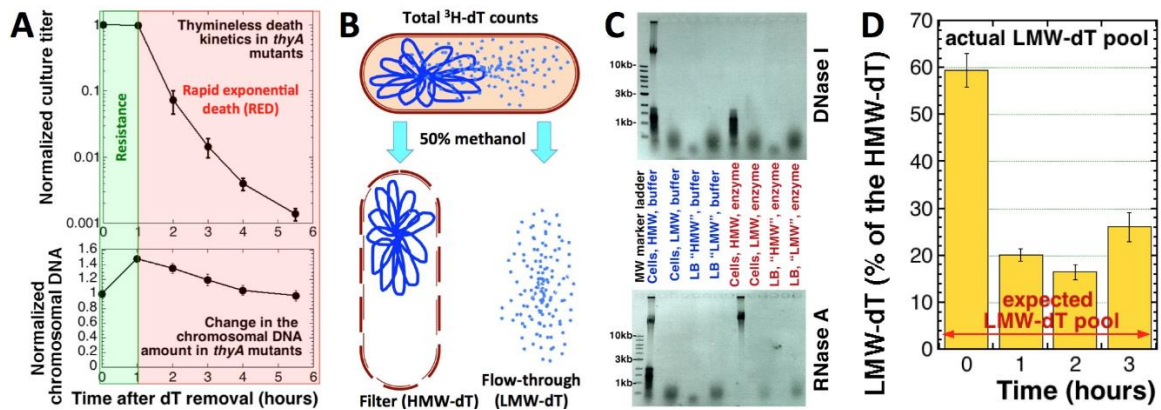 A
Normalized culture titer
1
0.1
0.01
0.001
Resistance
Thymineless death
kinetics in thyA
mutants
Rapid exponential
death (RED)
Normalized
chromosomal DNA
1.6
1.4
1.2
1
0.8
0.6
0.4
0.2
0
Change in the
chromosomal DNA
amount in thyA mutants
0 1 2 3 4 5 6
Time after dT removal (hours)
B
Total ³H-dT counts
50% methanol
Filter (HMW-dT)
Flow-through
(LMW-dT)
C
10kb
3kb
1kb
DNase I
MW marker ladder
Cells, HMW, buffer
Cells, LMW, buffer
LB "HMW", buffer
LB "LMW", buffer
Cells, HMW, enzyme
Cells, LMW, enzyme
LB, "HMW", enzyme
LB, "LMW", enzyme
10kb
3kb
1kb
RNase A
D
LMW-dT (% of the HMW-dT)
70
60
50
40
30
20
10
0
actual LMW-dT pool
expected
LMW-dT pool
0 1 2 3
Time (hours)